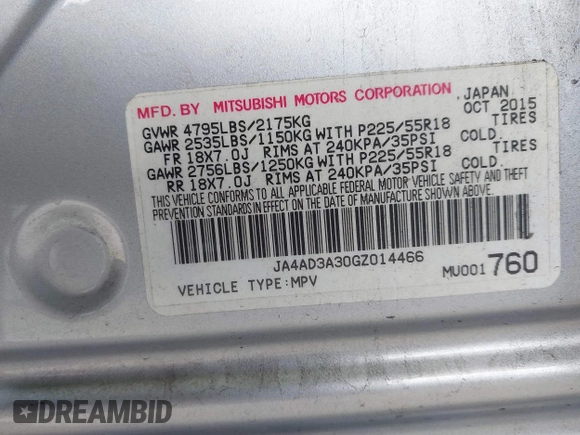 MFD. BY MITSUBISHI MOTORS CORPORATION JAPAN
GVWR 4795LBS/2175KG OCT 2015
GAWR 2535LBS/1150KG WITH P225/55R18 TIRES
FR 18X7.0J RIMS AT 240KPA/35PSI COLD.
GAWR 2756LBS/1250KG WITH P225/55R18 TIRES
RR 18X7.0J RIMS AT 240KPA/35PSI COLD.
THIS VEHICLE CONFORMS TO ALL APPLICABLE FEDERAL MOTOR VEHICLE SAFETY AND THEFT
PREVENTION STANDARDS IN EFFECT ON THE DATE OF MANUFACTURE SHOWN ABOVE.
JA4AD3A30GZ014466
VEHICLE TYPE:MPV MU001760
DREAMBID